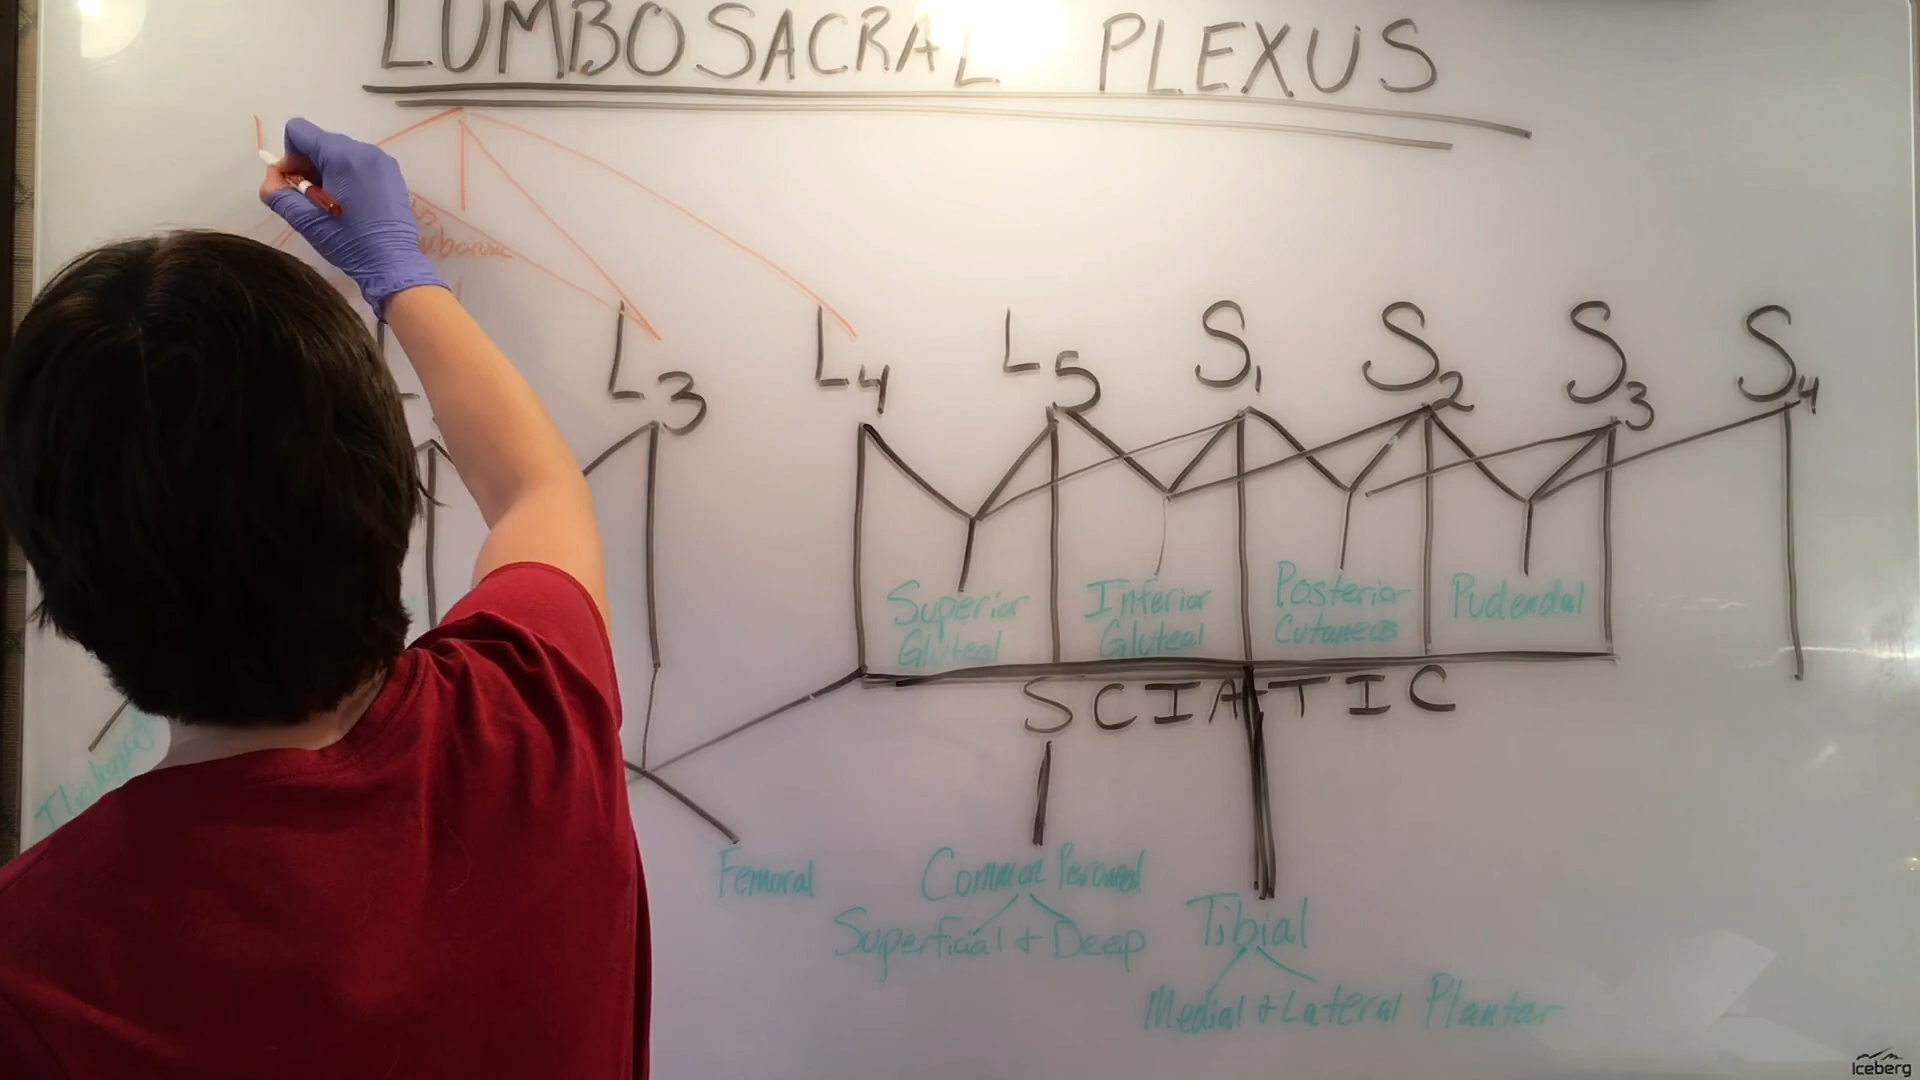 LUMBOSACRAL PLEXUS
L3 L4 L5 S1 S2 S3 S4
Superior Gluteal
Inferior Gluteal
Posterior Cutaneos
Pudendal
SCIATIC
Femoral
Common Peroneal
Superficial + Deep
Tibial
Medial + Lateral Planter
Iceberg